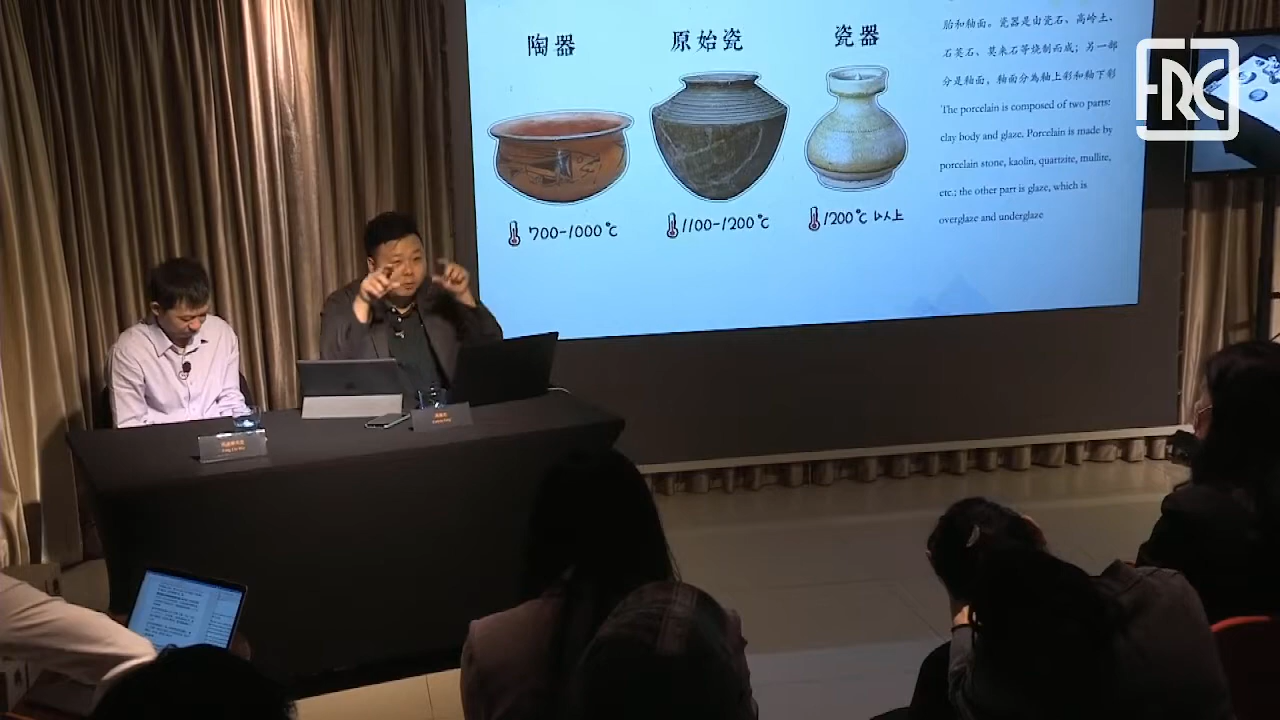 陶器
原始瓷
瓷器
700-1000℃
1100-1200℃
1200℃以上
胎和釉面。瓷器是由瓷石、高岭土、
石英石、莫来石等烧制而成；另一部
分是釉面，釉面分為釉上彩和釉下彩
The porcelain is composed of two parts:
clay body and glaze. Porcelain is made by
porcelain stone, kaolin, quartzite, mullite,
etc.; the other part is glaze, which is
overglaze and underglaze
FRC